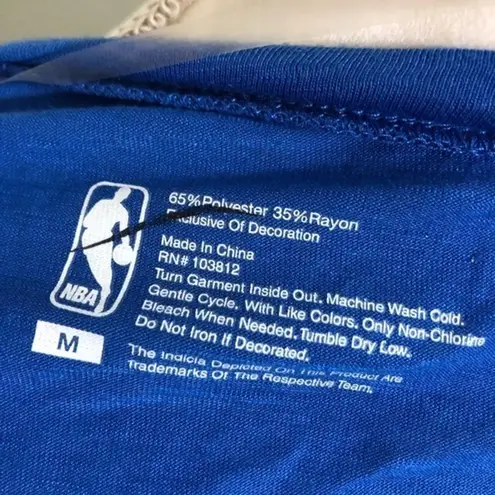 65%Polyester 35%Rayon
Exclusive Of Decoration
Made In China
RN# 103812
Turn Garment Inside Out. Machine Wash Cold.
Gentle Cycle. With Like Colors. Only Non-Chlorine
Bleach When Needed. Tumble Dry Low.
Do Not Iron If Decorated.
NBA
M
The Indicia Depicted On This Product Are
Trademarks Of The Respective Team.